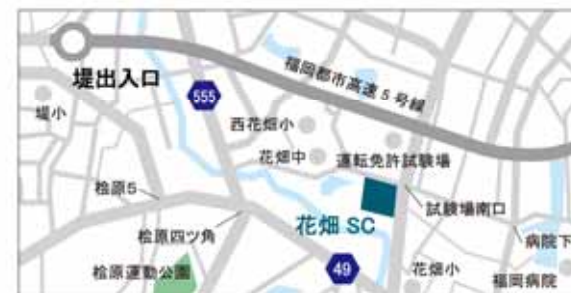 堤出入口
福岡都市高速5号線
555
堤小
西花畑小
花畑中
運転免許試験場
桧原5
試験場南口
花畑 SC
桧原四ツ角
病院下
49
桧原運動公園
花畑小
福岡病院